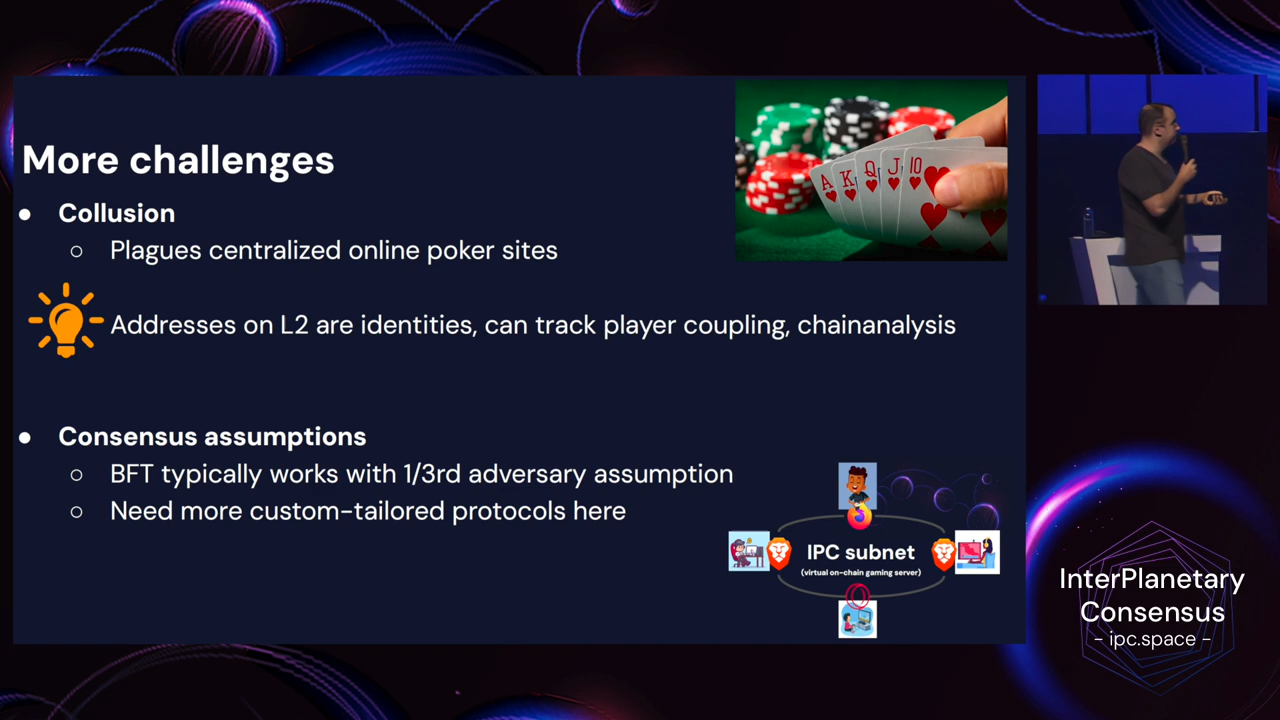 More challenges
● Collusion
○ Plagues centralized online poker sites
Addresses on L2 are identities, can track player coupling, chainanalysis
● Consensus assumptions
○ BFT typically works with 1/3rd adversary assumption
○ Need more custom-tailored protocols here
A K Q J 10
IPC subnet
(virtual on-chain gaming server)
InterPlanetary
Consensus
- ipc.space -